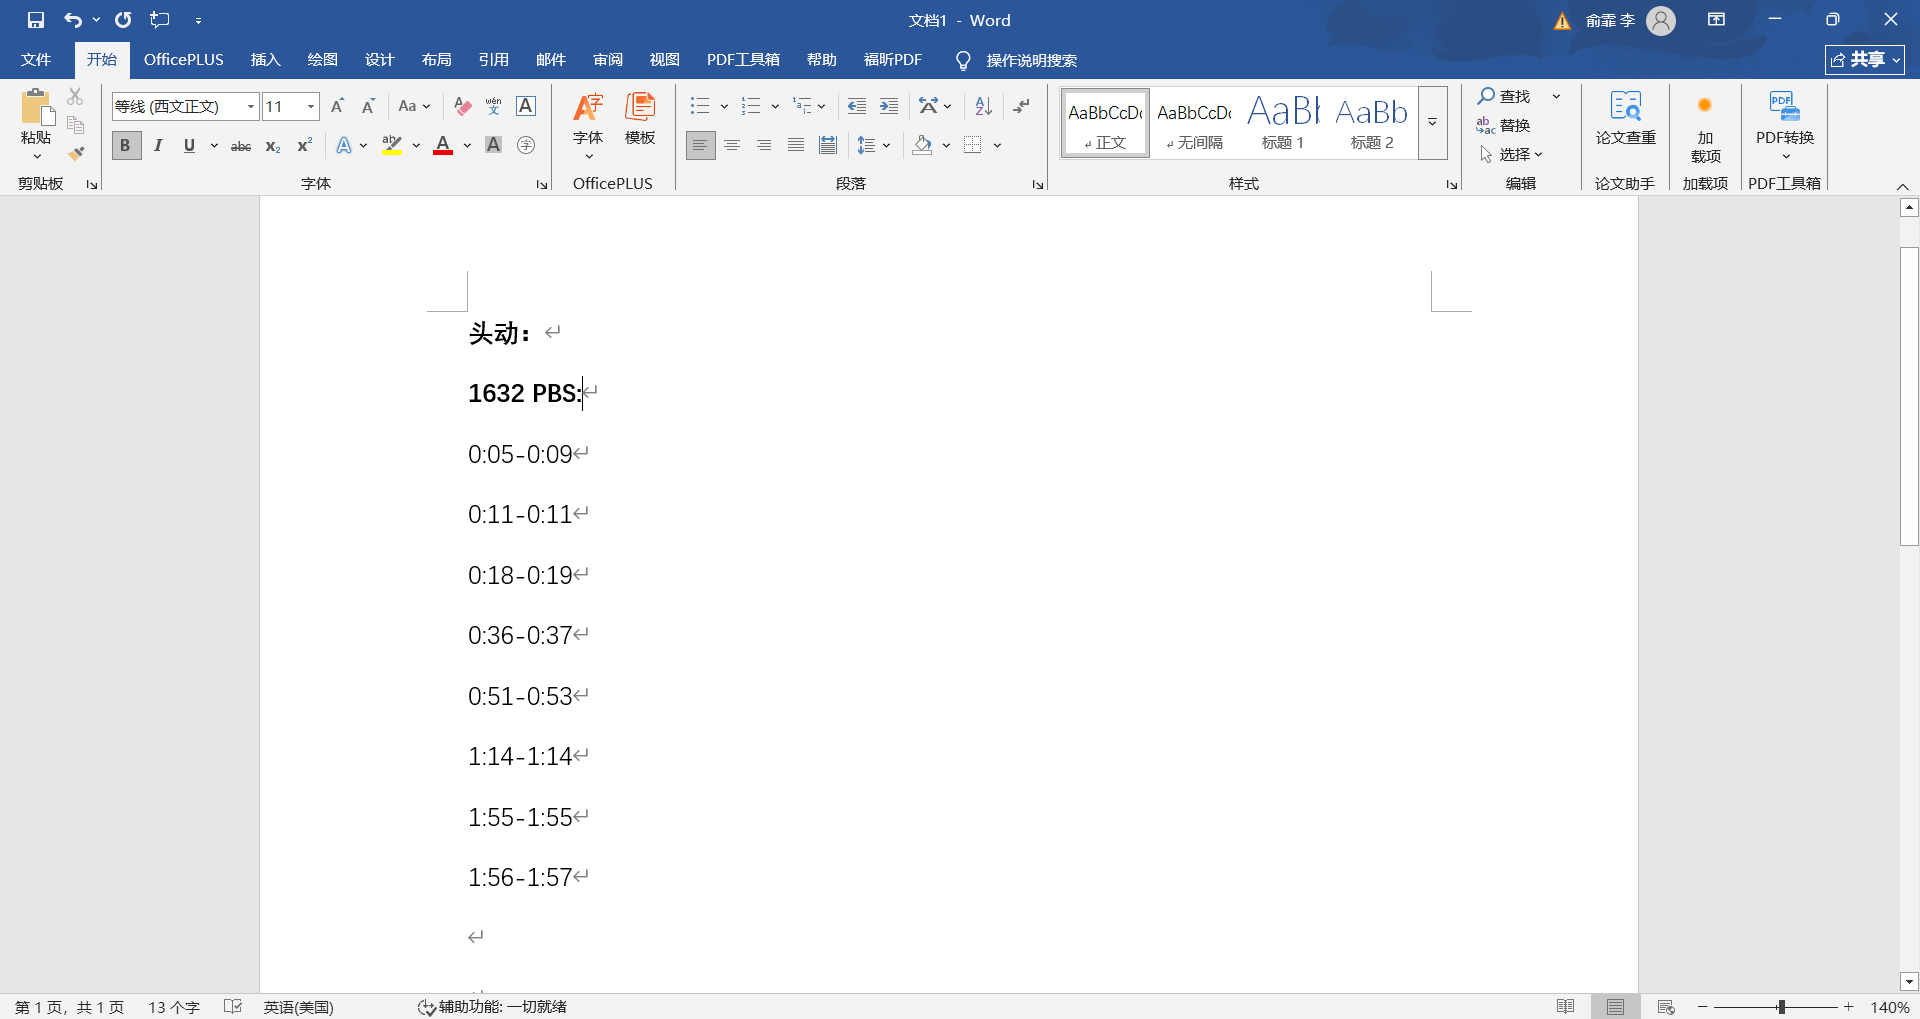 文档1 - Word
俞霏 李
文件 开始 OfficePLUS 插入 绘图 设计 布局 引用 邮件 审阅 视图 PDF工具箱 帮助 福昕PDF 操作说明搜索 共享
粘贴
剪贴板
等线 (西文正文) 11 A A Aa A wén 文 A
B I U abc x₂ x² A ab A A 字
字体
字体 模板
OfficePLUS
段落
AaBbCcDc AaBbCcDc AaBb AaBb
正文 无间隔 标题 1 标题 2
样式
查找
替换
选择
编辑
论文查重
论文助手
加
载项
加载项
PDF转换
PDF工具箱
头动：
1632 PBS:
0:05-0:09
0:11-0:11
0:18-0:19
0:36-0:37
0:51-0:53
1:14-1:14
1:55-1:55
1:56-1:57
第 1 页，共 1 页 13 个字 英语(美国) 辅助功能: 一切就绪 140%